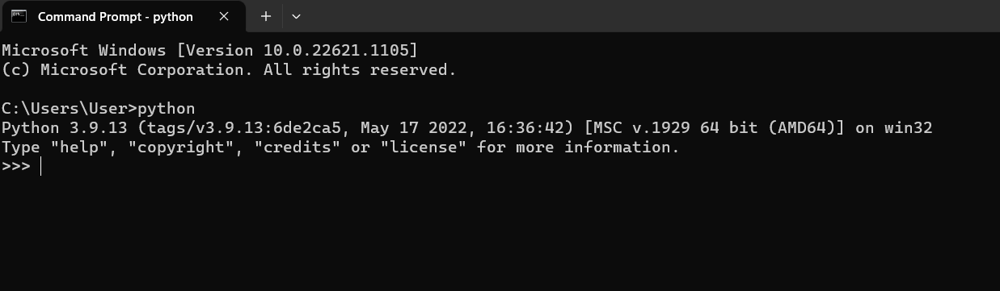 Command Prompt - python
Microsoft Windows [Version 10.0.22621.1105]
(c) Microsoft Corporation. All rights reserved.
C:\Users\User>python
Python 3.9.13 (tags/v3.9.13:6de2ca5, May 17 2022, 16:36:42) [MSC v.1929 64 bit (AMD64)] on win32
Type "help", "copyright", "credits" or "license" for more information.
>>>